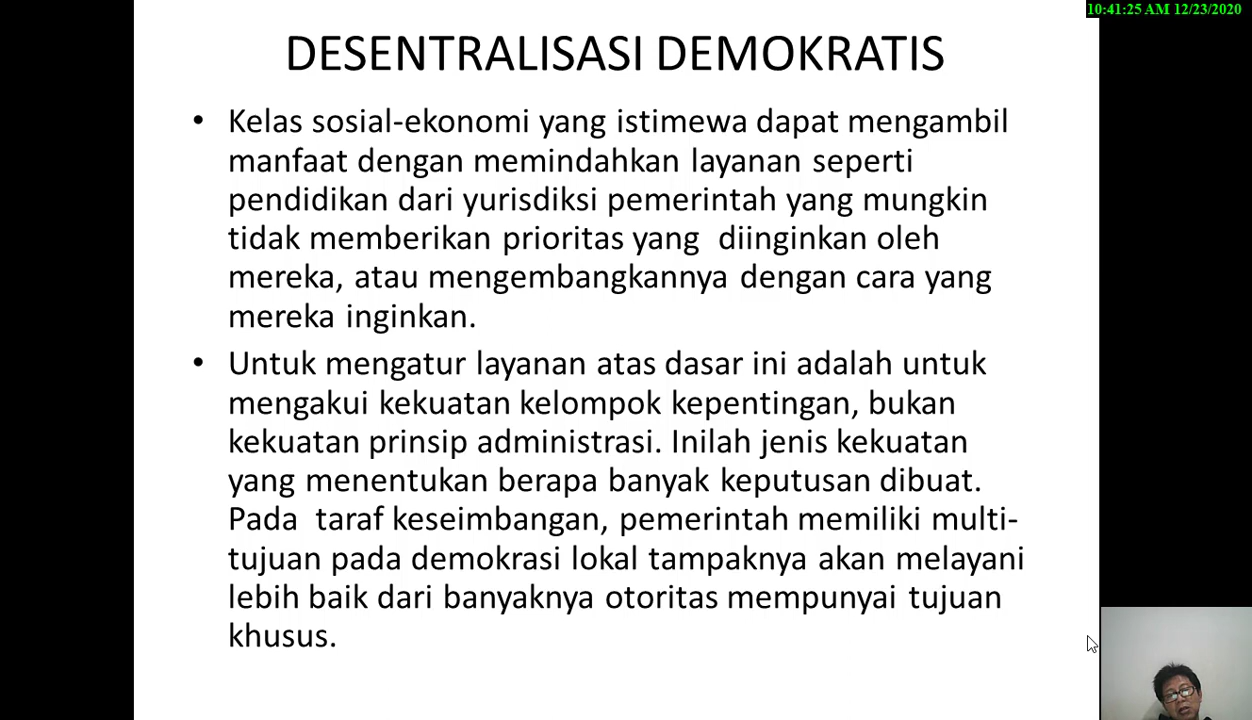 10:41:25 AM 12/23/2020
DESENTRALISASI DEMOKRATIS
• Kelas sosial-ekonomi yang istimewa dapat mengambil
manfaat dengan memindahkan layanan seperti
pendidikan dari yurisdiksi pemerintah yang mungkin
tidak memberikan prioritas yang  diinginkan oleh
mereka, atau mengembangkannya dengan cara yang
mereka inginkan.
• Untuk mengatur layanan atas dasar ini adalah untuk
mengakui kekuatan kelompok kepentingan, bukan
kekuatan prinsip administrasi. Inilah jenis kekuatan
yang menentukan berapa banyak keputusan dibuat.
Pada  taraf keseimbangan, pemerintah memiliki multi-
tujuan pada demokrasi lokal tampaknya akan melayani
lebih baik dari banyaknya otoritas mempunyai tujuan
khusus.